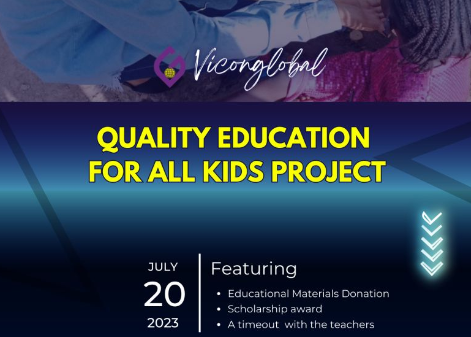 Viconglobal
QUALITY EDUCATION
FOR ALL KIDS PROJECT
JULY
20
2023
Featuring
• Educational Materials Donation
• Scholarship award
• A timeout with the teachers